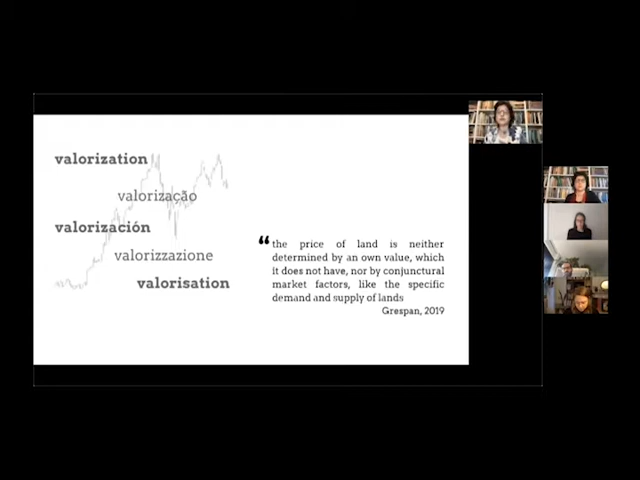 valorization
valorização
valorización
valorizzazione
valorisation
“the price of land is neither
determined by an own value, which
it does not have, nor by conjunctural
market factors, like the specific
demand and supply of lands
Grespan, 2019